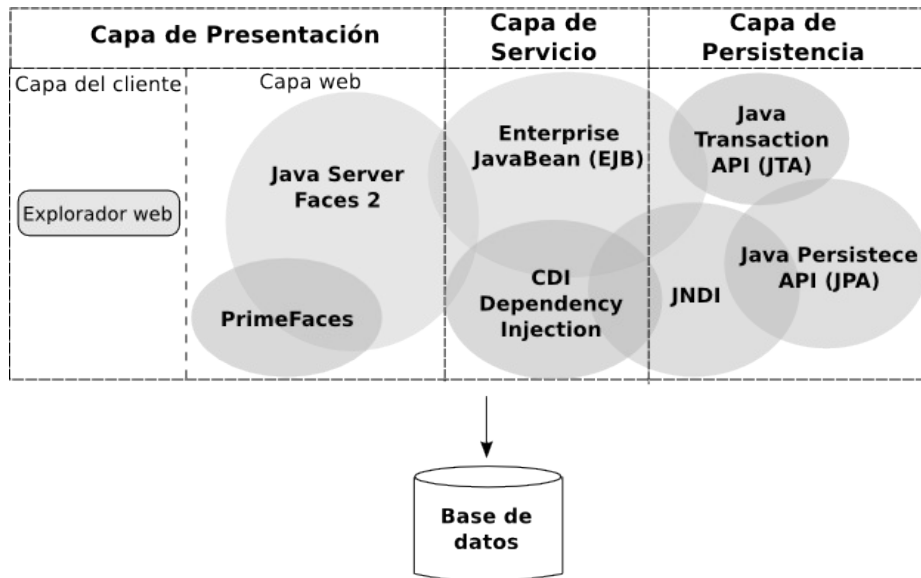 Capa de Presentación
Capa de
Servicio
Capa de
Persistencia
Capa del cliente
Capa web
Explorador web
Java Server
Faces 2
PrimeFaces
Enterprise
JavaBean (EJB)
CDI
Dependency
Injection
Java
Transaction
API (JTA)
JNDI
Java Persistece
API (JPA)
Base de
datos